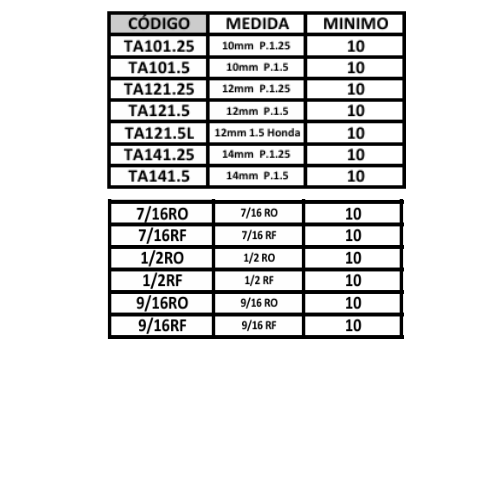 CÓDIGO MEDIDA MINIMO
TA101.25 10mm P.1.25 10
TA101.5 10mm P.1.5 10
TA121.25 12mm P.1.25 10
TA121.5 12mm P.1.5 10
TA121.5L 12mm 1.5 Honda 10
TA141.25 14mm P.1.25 10
TA141.5 14mm P.1.5 10
7/16RO 7/16 RO 10
7/16RF 7/16 RF 10
1/2RO 1/2 RO 10
1/2RF 1/2 RF 10
9/16RO 9/16 RO 10
9/16RF 9/16 RF 10